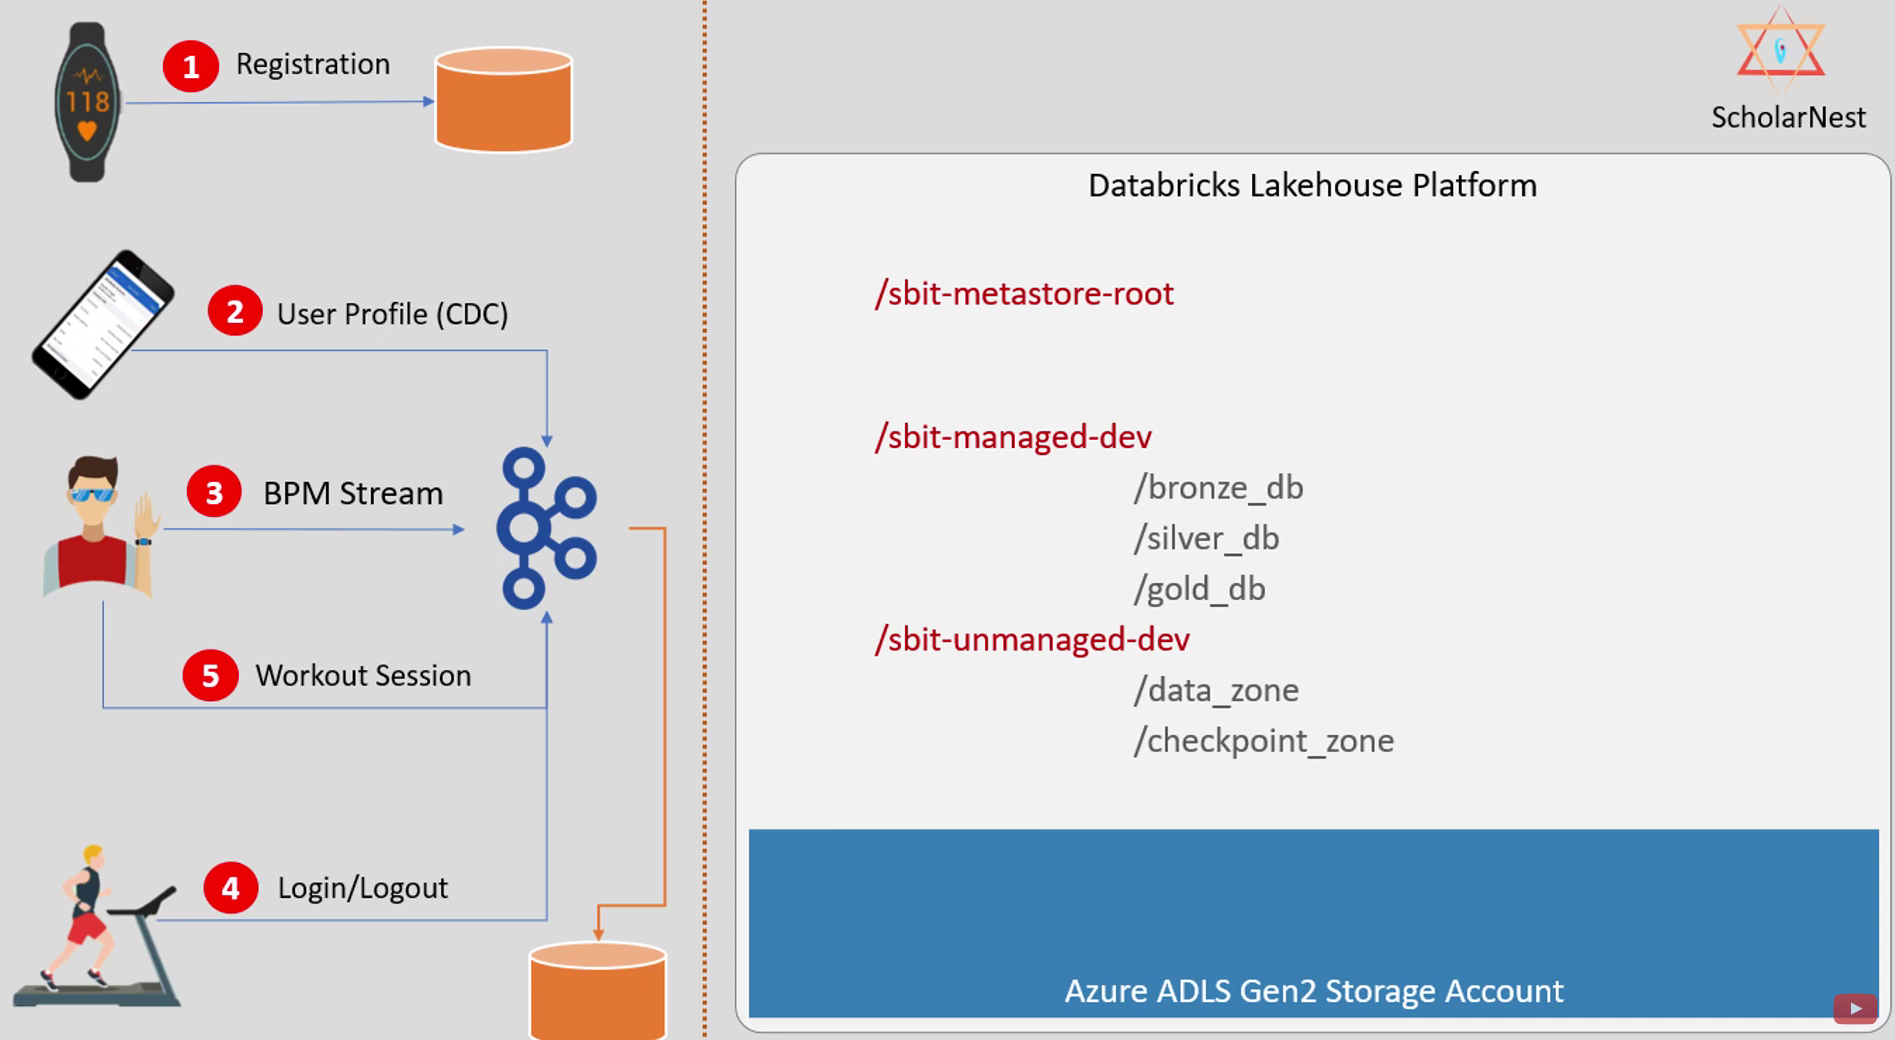 118
1 Registration
ScholarNest
Databricks Lakehouse Platform
2 User Profile (CDC)
/sbit-metastore-root
3 BPM Stream
/sbit-managed-dev
/bronze_db
/silver_db
/gold_db
/sbit-unmanaged-dev
/data_zone
/checkpoint_zone
5 Workout Session
4 Login/Logout
Azure ADLS Gen2 Storage Account